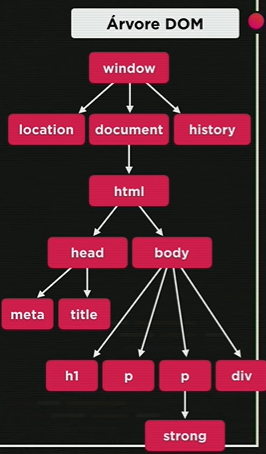 Árvore DOM
window
location document history
html
head body
meta title
h1 p p div
strong